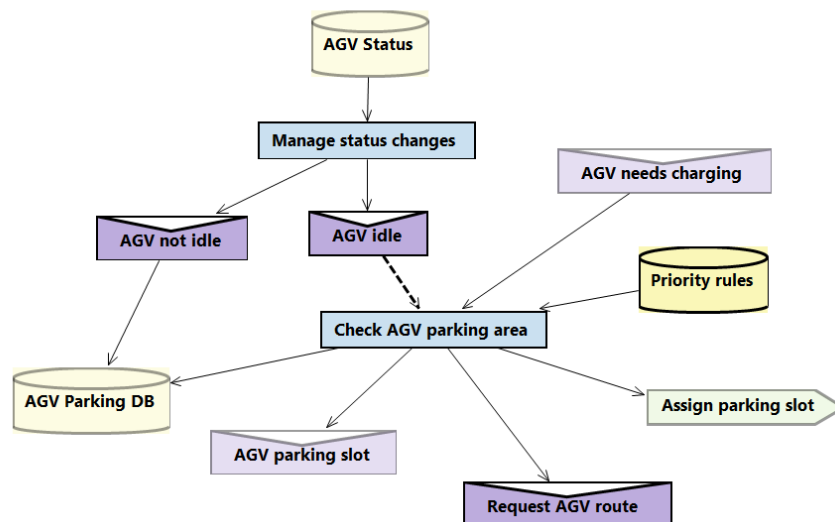 AGV Status
Manage status changes
AGV needs charging
AGV not idle
AGV idle
Priority rules
Check AGV parking area
AGV Parking DB
Assign parking slot
AGV parking slot
Request AGV route